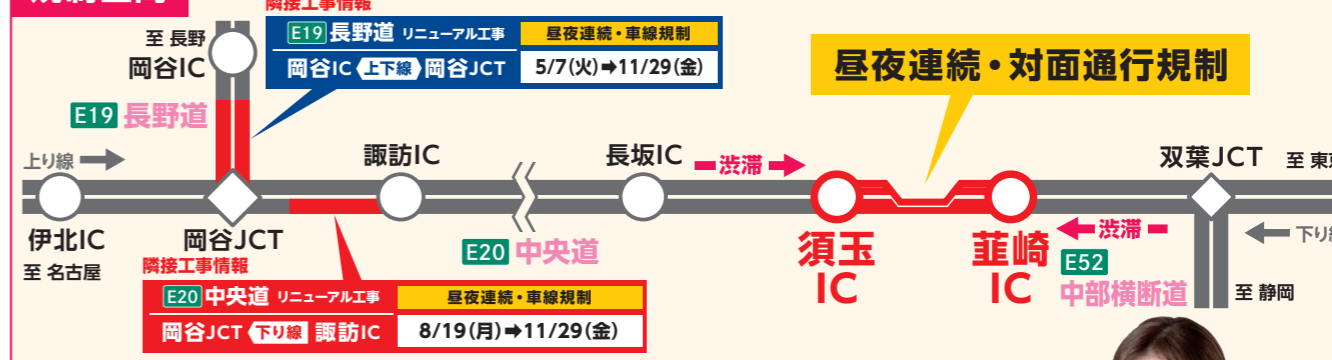 規制区間
隣接工事情報
E19 長野道 リニューアル工事
昼夜連続・車線規制
岡谷IC 上下線 岡谷JCT
5/7(火)➡11/29(金)
至 長野
岡谷IC
E19 長野道
昼夜連続・対面通行規制
上り線
諏訪IC
長坂IC
渋滞
双葉JCT
至 東
伊北IC
至 名古屋
岡谷JCT
E20 中央道
須玉
IC
韮崎
IC
渋滞
下り
E52
中部横断道
至 静岡
隣接工事情報
E20 中央道 リニューアル工事
昼夜連続・車線規制
岡谷JCT 下り線 諏訪IC
8/19(月)➡11/29(金)